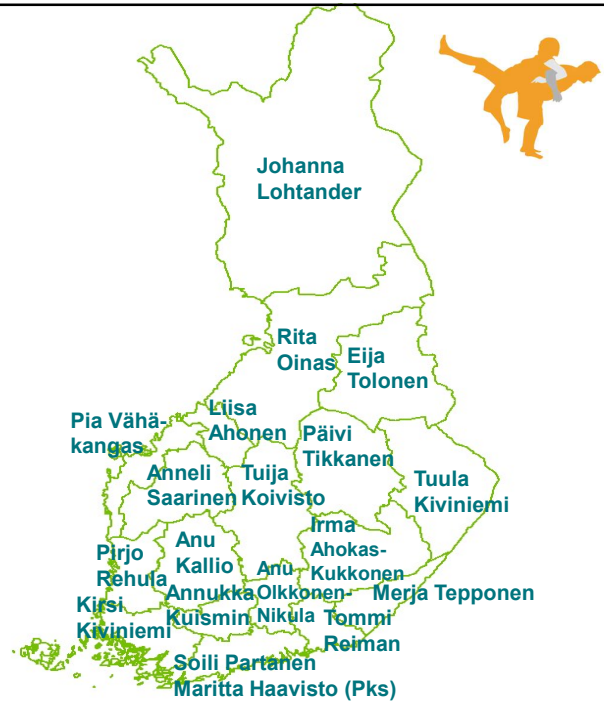 Johanna
Lohtander
Rita
Oinas
Eija
Tolonen
Liisa
Ahonen
Pia Vähä-
kangas
Päivi
Tikkanen
Anneli
Saarinen
Tuija
Koivisto
Tuula
Kiviniemi
Irma
Ahokas-
Kukkonen
Anu
Kallio
Pirjo
Rehula
Anu
Olkkonen-
Nikula
Annukka
Kuismin
Merja Tepponen
Kirsi
Kiviniemi
Tommi
Reiman
Soili Partanen
Maritta Haavisto (Pks)